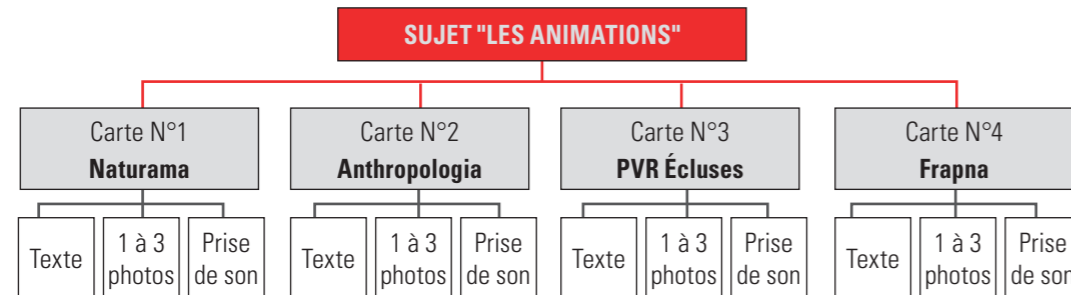 SUJET "LES ANIMATIONS"
Carte N°1
Naturama
Carte N°2
Anthropologia
Carte N°3
PVR Écluses
Carte N°4
Frapna
Texte
1 à 3
photos
Prise
de son
Texte
1 à 3
photos
Prise
de son
Texte
1 à 3
photos
Prise
de son
Texte
1 à 3
photos
Prise
de son